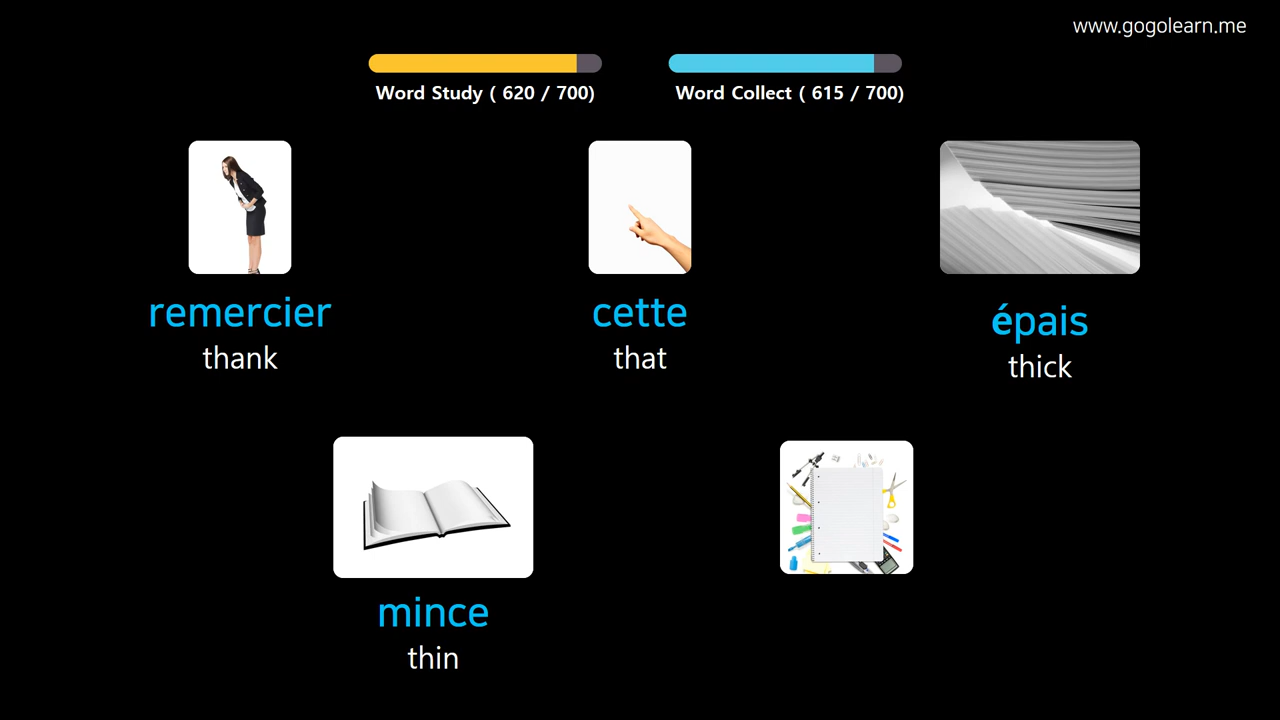 www.gogolearn.me
Word Study ( 620 / 700)
Word Collect ( 615 / 700)
remercier
thank
cette
that
épais
thick
mince
thin